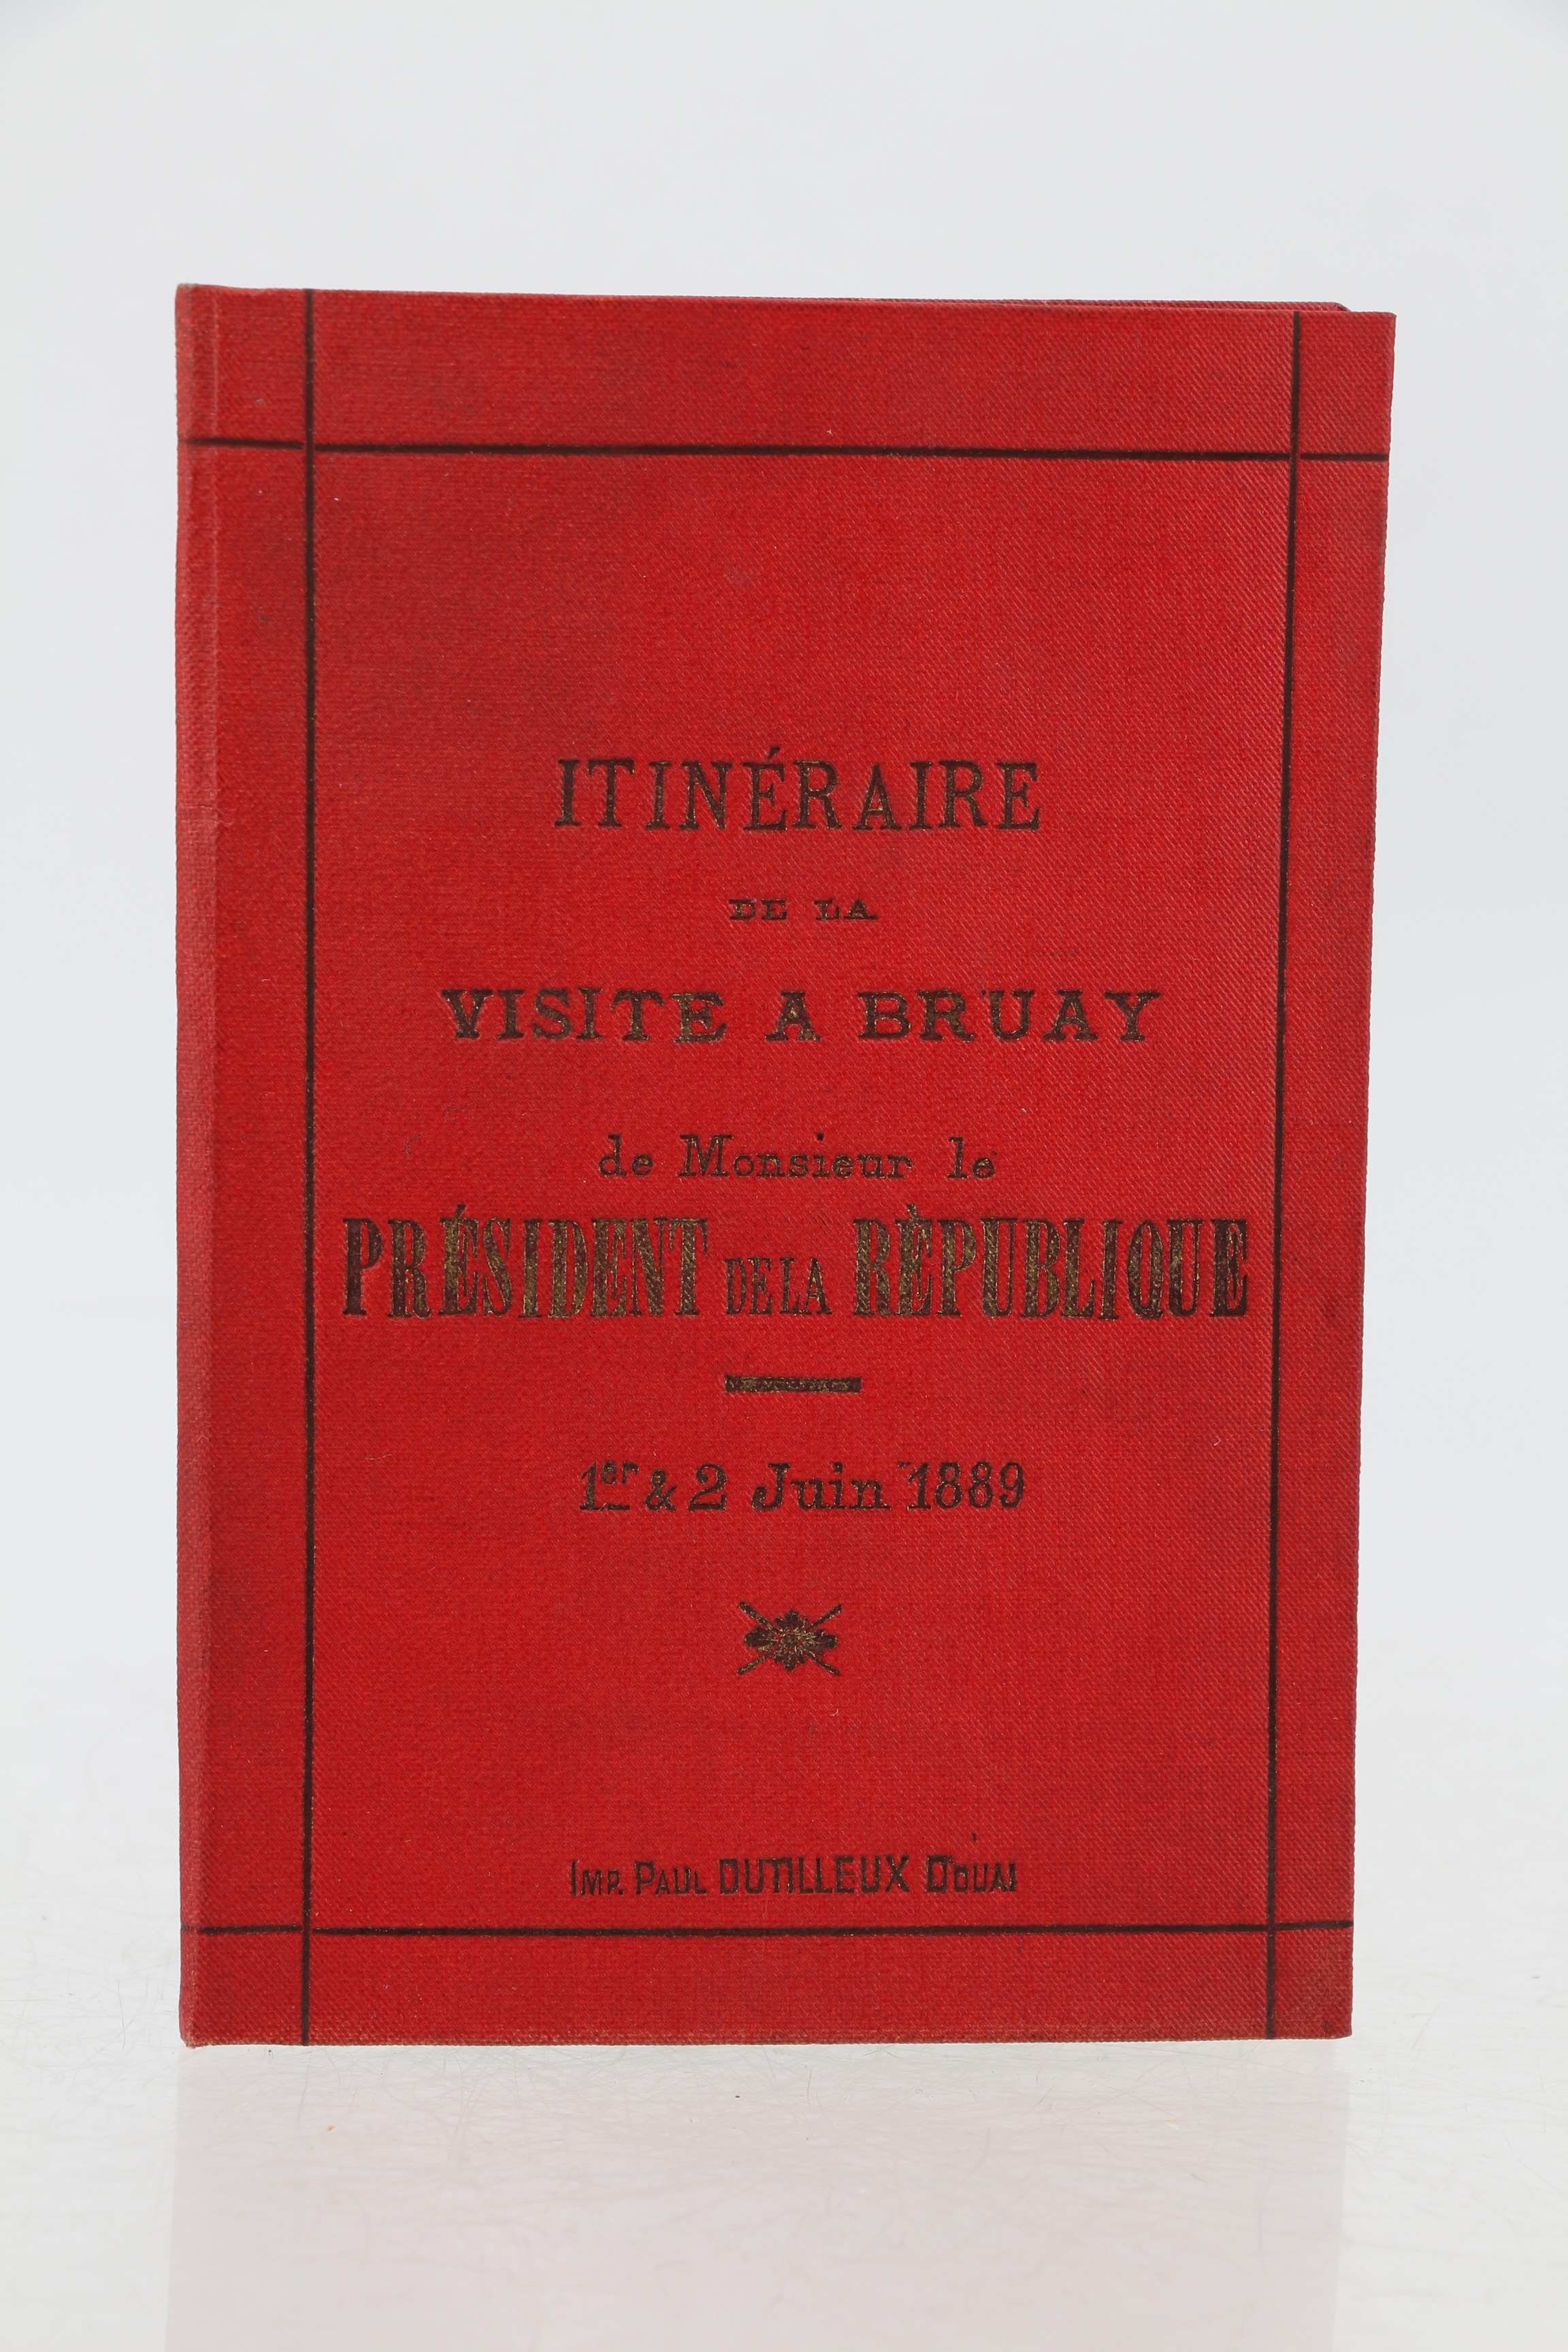 ITINÉRAIRE
DE LA
VISITE A BRUAY
de Monsieur le
PRÉSIDENT DE LA RÉPUBLIQUE
1er & 2 Juin 1889
IMP. PAUL DUTILLEUX DOUAI